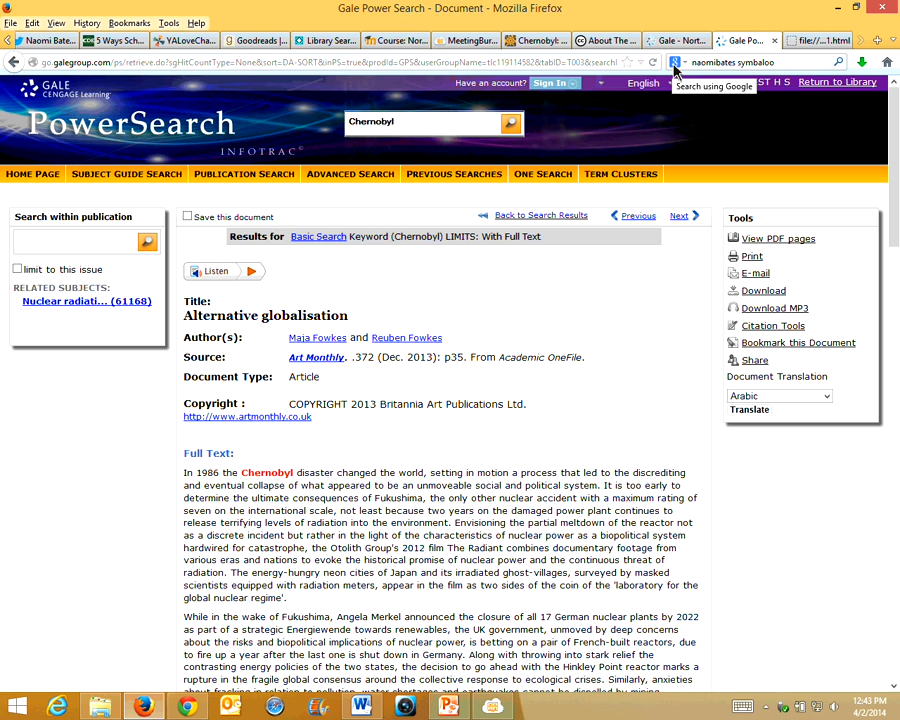 Gale Power Search - Document - Mozilla Firefox
File Edit View History Bookmarks Tools Help
Naomi Bate... 5 Ways Sch... YALoveCha... Goodreads |... Library Sear... Course: Nor... MeetingBur... Chernobyl: ... About The ... Gale - Nort... Gale Po... file:/...1.html
go.galegroup.com/ps/retrieve.do?sgHitCountType=None&sort=DA-SORT&inPS=true&prodId=GPS&userGroupName=tlc119114582&tabID=T003&searchI naomibates symbaloo
Search using Google
GALE
CENGAGE Learning
Have an account? Sign In English S T H S Return to Library
PowerSearch
INFOTRAC
Chernobyl
HOME PAGE SUBJECT GUIDE SEARCH PUBLICATION SEARCH ADVANCED SEARCH PREVIOUS SEARCHES ONE SEARCH TERM CLUSTERS
Search within publication
limit to this issue
RELATED SUBJECTS:
Nuclear radiati... (61168)
Save this document Back to Search Results Previous Next
Results for Basic Search Keyword (Chernobyl) LIMITS: With Full Text
Listen
Title:
Alternative globalisation
Author(s): Maja Fowkes and Reuben Fowkes
Source: Art Monthly. .372 (Dec. 2013): p35. From Academic OneFile.
Document Type: Article
Copyright : COPYRIGHT 2013 Britannia Art Publications Ltd.
http://www.artmonthly.co.uk
Full Text:
In 1986 the Chernobyl disaster changed the world, setting in motion a process that led to the discrediting
and eventual collapse of what appeared to be an unmoveable social and political system. It is too early to
determine the ultimate consequences of Fukushima, the only other nuclear accident with a maximum rating of
seven on the international scale, not least because two years on the damaged power plant continues to
release terrifying levels of radiation into the environment. Envisioning the partial meltdown of the reactor not
as a discrete incident but rather in the light of the characteristics of nuclear power as a biopolitical system
hardwired for catastrophe, the Otolith Group's 2012 film The Radiant combines documentary footage from
various eras and nations to evoke the historical promise of nuclear power and the continuous threat of
radiation. The energy-hungry neon cities of Japan and its irradiated ghost-villages, surveyed by masked
scientists equipped with radiation meters, appear in the film as two sides of the coin of the 'laboratory for the
global nuclear regime'.
While in the wake of Fukushima, Angela Merkel announced the closure of all 17 German nuclear plants by 2022
as part of a strategic Energiewende towards renewables, the UK government, unmoved by deep concerns
about the risks and biopolitical implications of nuclear power, is betting on a pair of French-built reactors, due
to fire up a year after the last one is shut down in Germany. Along with throwing into stark relief the
contrasting energy policies of the two states, the decision to go ahead with the Hinkley Point reactor marks a
rupture in the fragile global consensus around the collective response to ecological crises. Similarly, anxieties
about fracking in relation to pollution, water shortages and earthquakes cannot be dispelled by mining
Tools
View PDF pages
Print
E-mail
Download
Download MP3
Citation Tools
Bookmark this Document
Share
Document Translation
Arabic
Translate
12:43 PM
4/2/2014